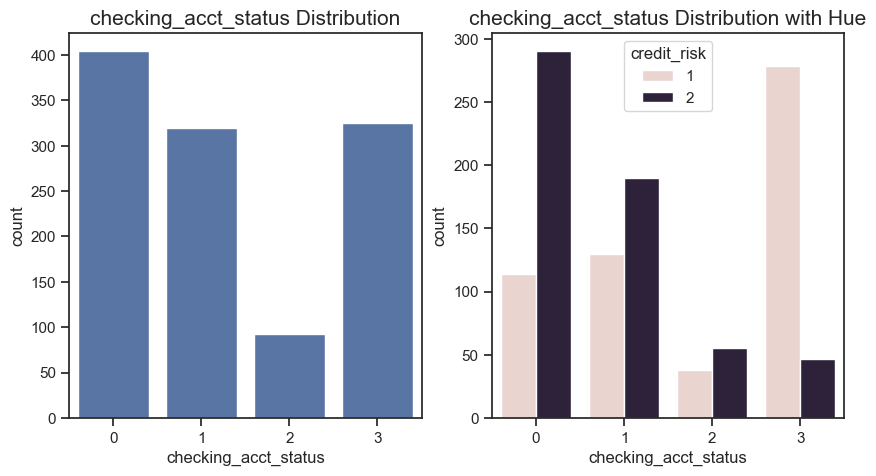 checking_acct_status Distribution
400
350
300
250
200
150
100
50
0
count
0 1 2 3
checking_acct_status
checking_acct_status Distribution with Hue
300
250
200
150
100
50
0
count
credit_risk
1
2
0 1 2 3
checking_acct_status